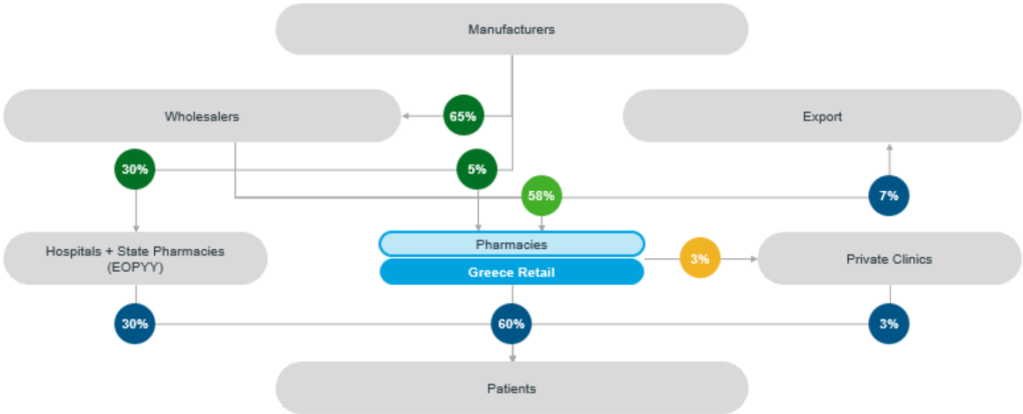 Manufacturers
Wholesalers
65%
Export
30%
5%
58%
7%
Hospitals + State Pharmacies
(EOPYY)
Pharmacies
Greece Retail
3%
Private Clinics
30%
60%
3%
Patients